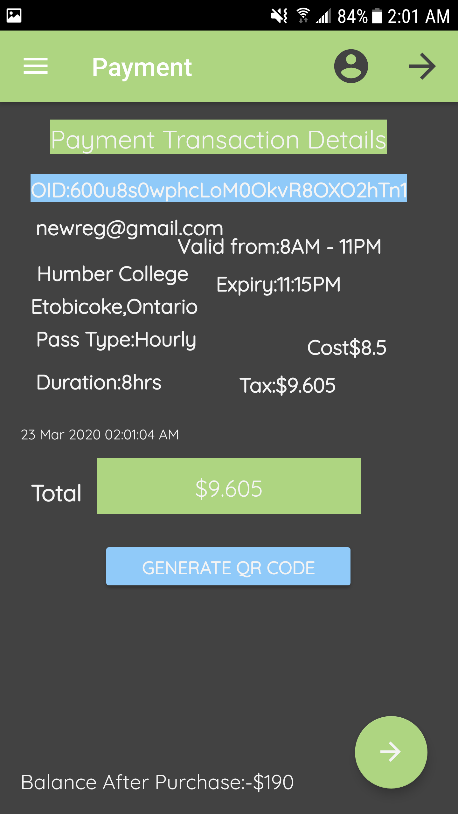 84% 2:01 AM
Payment
Payment Transaction Details
OID:600u8s0wphcLoM0OkvR8OXO2hTn1
newreg@gmail.com
Valid from:8AM - 11PM
Humber College
Expiry:11:15PM
Etobicoke,Ontario
Pass Type:Hourly
Cost$8.5
Duration:8hrs
Tax:$9.605
23 Mar 2020 02:01:04 AM
Total $9.605
GENERATE QR CODE
Balance After Purchase:-$190